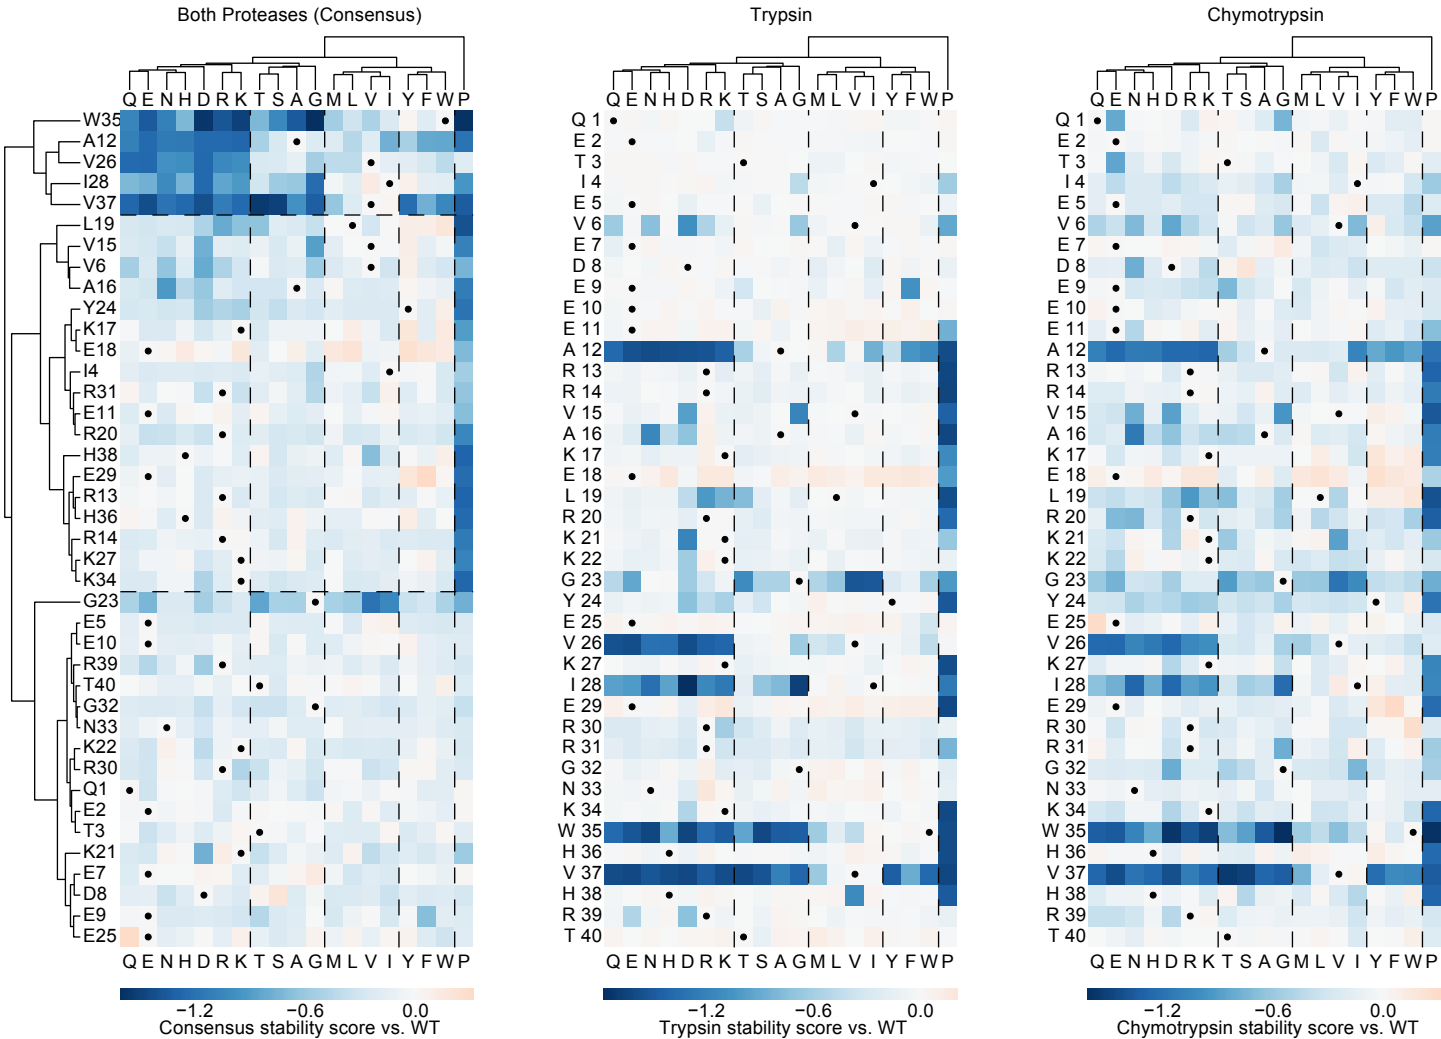 Both Proteases (Consensus)
Trypsin
Chymotrypsin
Q E N H D R K T S A G M L V I Y F W P
Q E N H D R K T S A G M L V I Y F W P
Q E N H D R K T S A G M L V I Y F W P
W35 Q 1 Q 1
A12 E 2 E 2
V26 T 3 T 3
I28 I 4 I 4
V37 E 5 E 5
L19 V 6 V 6
V15 E 7 E 7
V6 D 8 D 8
A16 E 9 E 9
Y24 E 10 E 10
K17 E 11 E 11
E18 A 12 A 12
I4 R 13 R 13
R31 R 14 R 14
E11 V 15 V 15
R20 A 16 A 16
H38 K 17 K 17
E29 E 18 E 18
R13 L 19 L 19
H36 R 20 R 20
R14 K 21 K 21
K27 K 22 K 22
K34 G 23 G 23
G23 Y 24 Y 24
E5 E 25 E 25
E10 V 26 V 26
R39 K 27 K 27
T40 I 28 I 28
G32 E 29 E 29
N33 R 30 R 30
K22 R 31 R 31
R30 G 32 G 32
Q1 N 33 N 33
E2 K 34 K 34
T3 W 35 W 35
K21 H 36 H 36
E7 V 37 V 37
D8 H 38 H 38
E9 R 39 R 39
E25 T 40 T 40
Q E N H D R K T S A G M L V I Y F W P
Q E N H D R K T S A G M L V I Y F W P
Q E N H D R K T S A G M L V I Y F W P
−1.2 −0.6 0.0
−1.2 −0.6 0.0
−1.2 −0.6 0.0
Consensus stability score vs. WT
Trypsin stability score vs. WT
Chymotrypsin stability score vs. WT